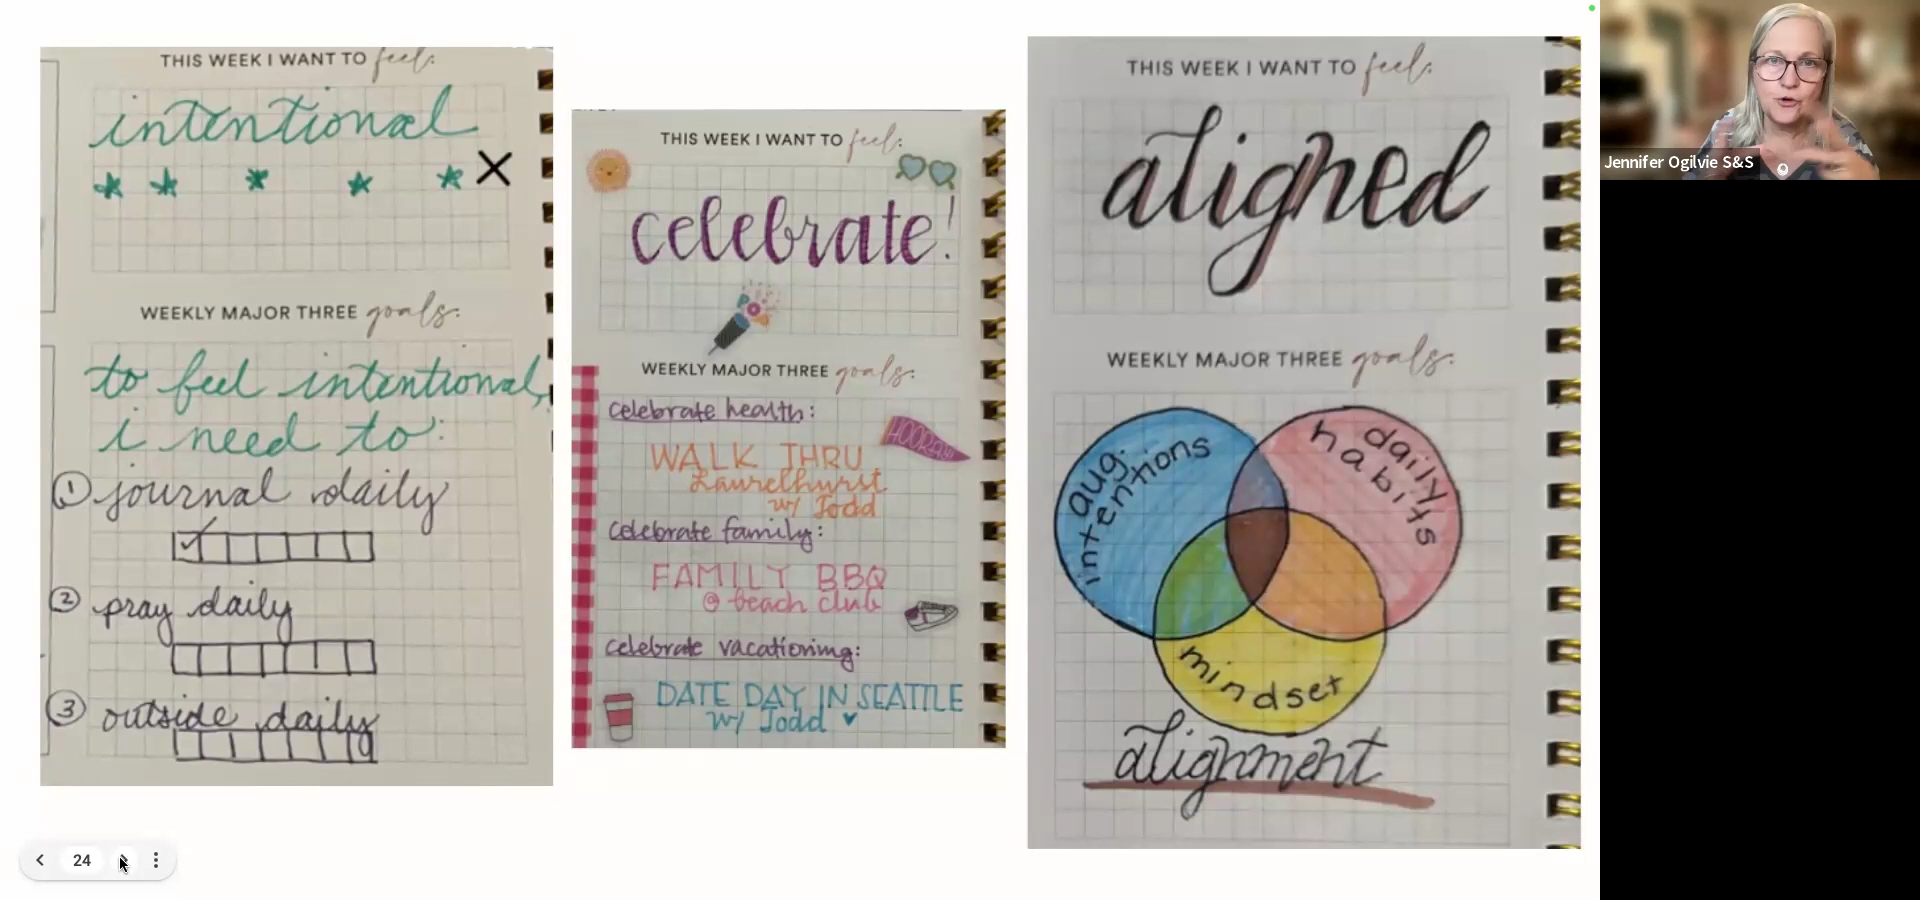 THIS WEEK I WANT TO feel:
intentional
WEEKLY MAJOR THREE goals:
to feel intentional,
i need to:
① journal daily
② pray daily
③ outside daily
THIS WEEK I WANT TO feel:
celebrate!
POP
WEEKLY MAJOR THREE goals:
celebrate health:
HOORAY!
WALK THRU
Laurelhurst
w/ Todd
celebrate family:
FAMILY BBQ
@ beach club
celebrate vacationing:
DATE DAY IN SEATTLE
w/ Todd
THIS WEEK I WANT TO feel:
aligned
WEEKLY MAJOR THREE goals:
aug.
intentions
daily
habits
mindset
alignment
Jennifer Ogilvie S&S
24